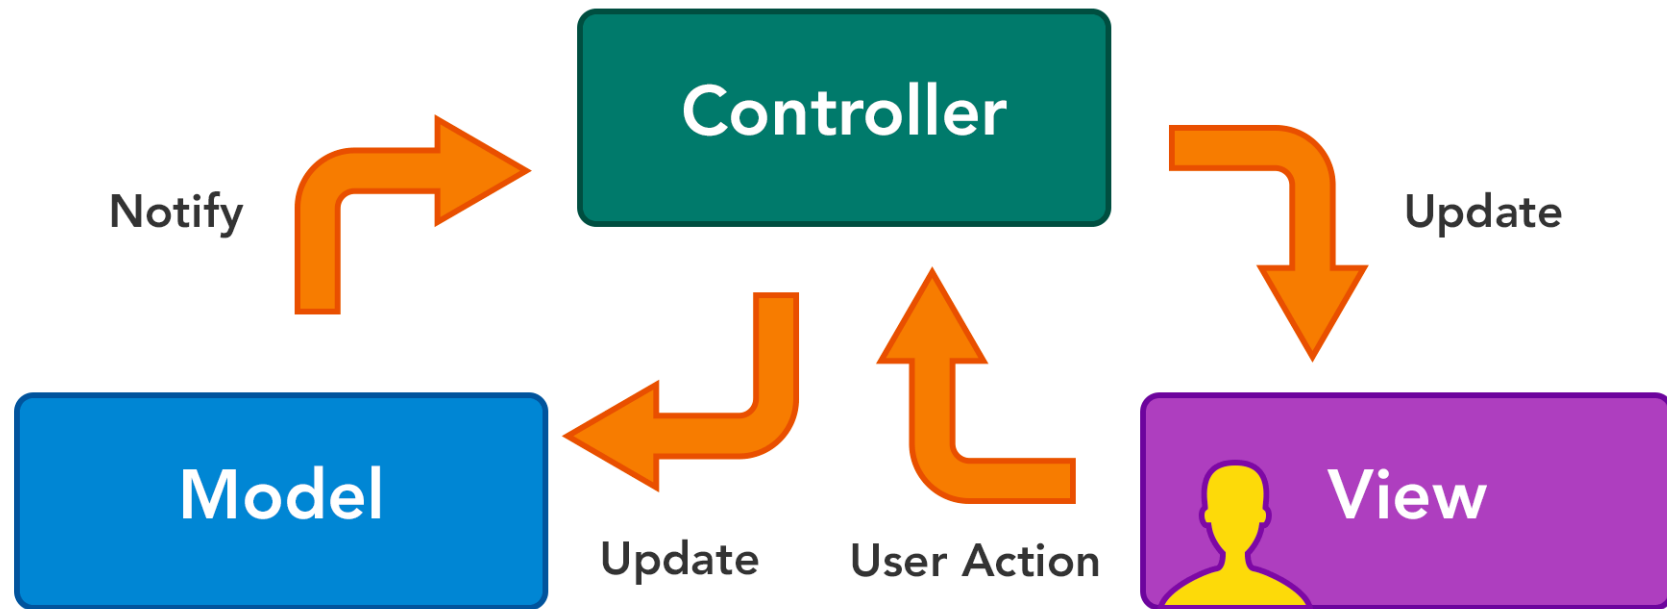 Controller
Notify
Update
Model
View
Update
User Action